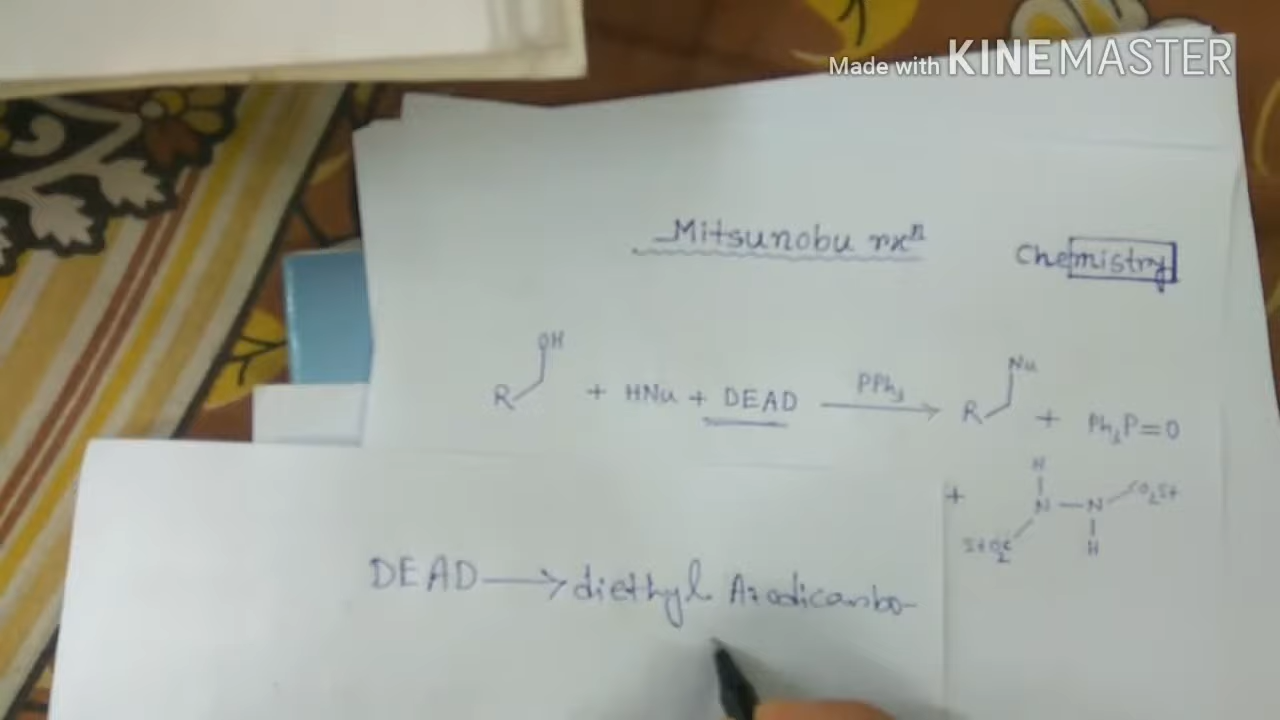 Made with KINEMASTER
Mitsunobu rxⁿ
Chemistry
OH
Nu
R + HNu + DEAD PPh₃ R + Ph₃P=O
H
+ N — N CO₂Et
EtO₂C H
DEAD → diethyl Azodicarbo-